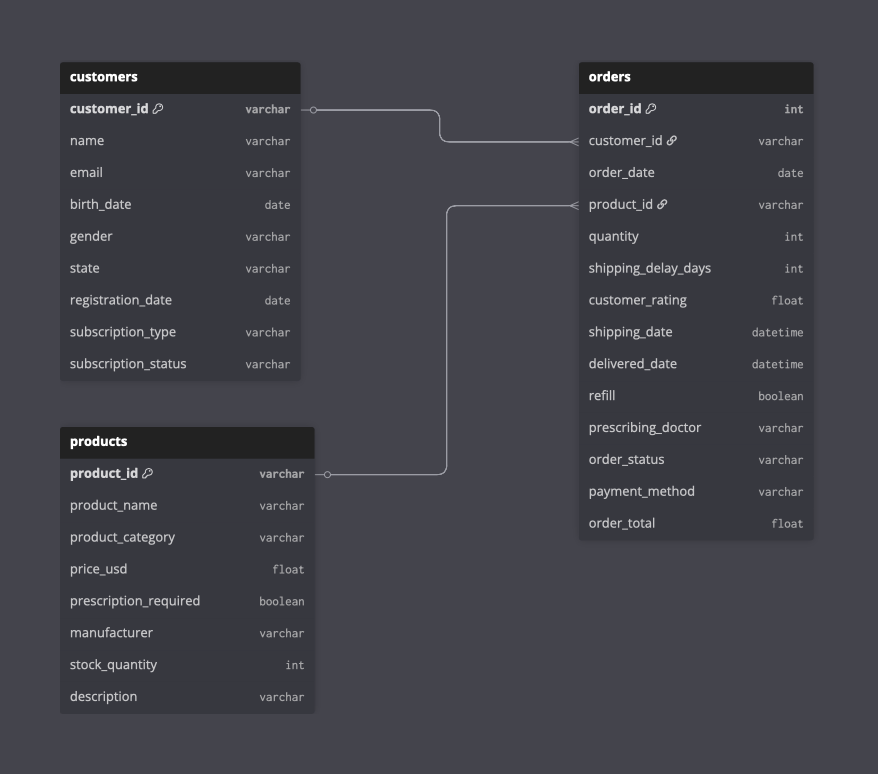 customers
customer_id varchar
name varchar
email varchar
birth_date date
gender varchar
state varchar
registration_date date
subscription_type varchar
subscription_status varchar
products
product_id varchar
product_name varchar
product_category varchar
price_usd float
prescription_required boolean
manufacturer varchar
stock_quantity int
description varchar
orders
order_id int
customer_id varchar
order_date date
product_id varchar
quantity int
shipping_delay_days int
customer_rating float
shipping_date datetime
delivered_date datetime
refill boolean
prescribing_doctor varchar
order_status varchar
payment_method varchar
order_total float